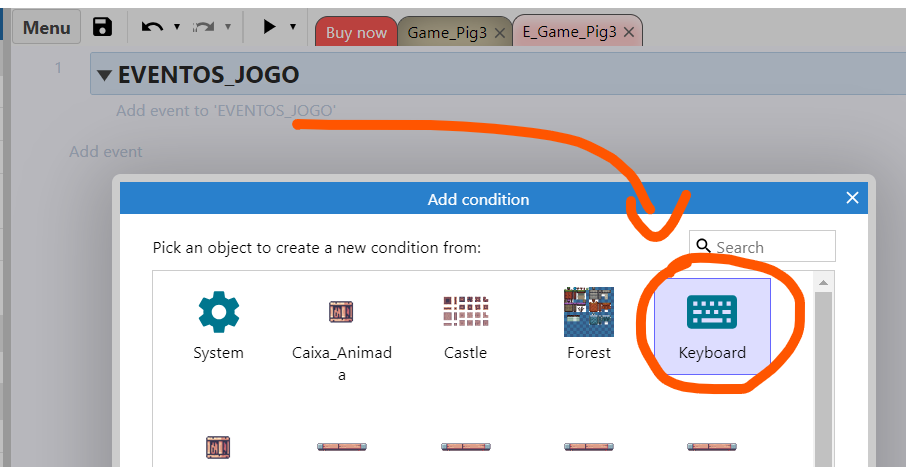 Menu
Buy now
Game_Pig3
E_Game_Pig3
1
EVENTOS_JOGO
Add event to 'EVENTOS_JOGO'
Add event
Add condition
Pick an object to create a new condition from:
Search
System
Caixa_Animad
a
Castle
Forest
Keyboard